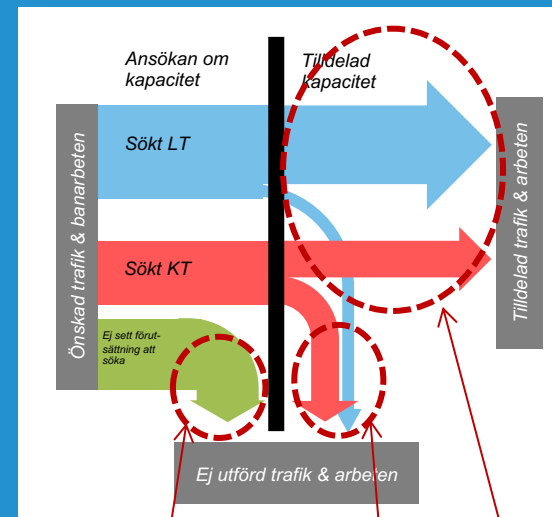 Ansökan om
kapacitet
Tilldelad
kapacitet
Önskad trafik & banarbeten
Sökt LT
Sökt KT
Ej sett förut-
sättning att
söka
Tilldelad trafik & arbeten
Ej utförd trafik & arbeten